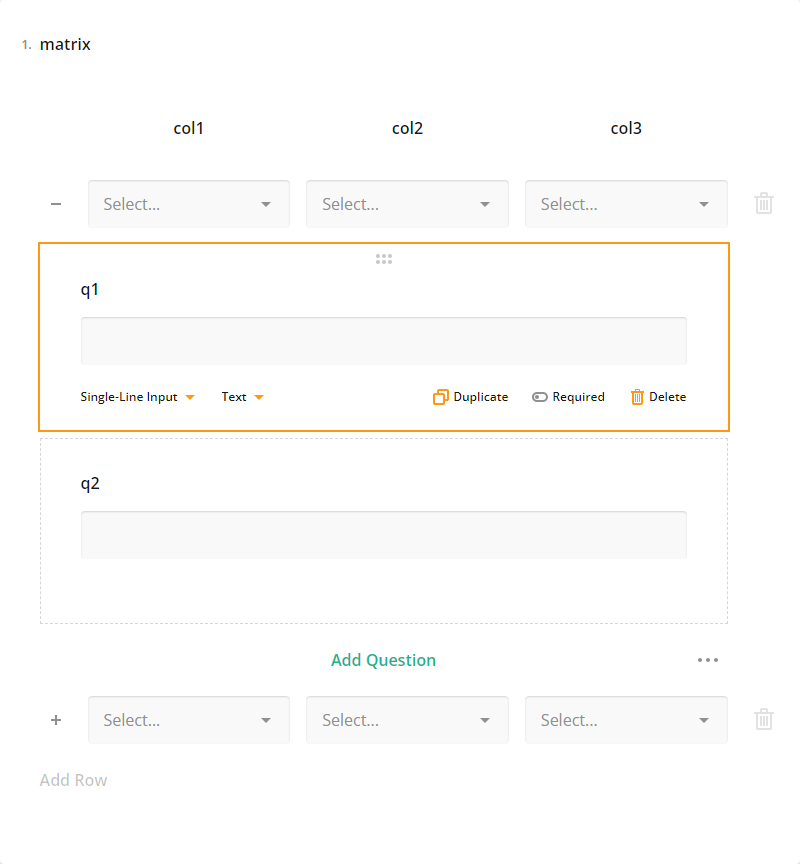 1. matrix
col1 col2 col3
Select... Select... Select...
q1
Single-Line Input Text Duplicate Required Delete
q2
Add Question
Select... Select... Select...
Add Row